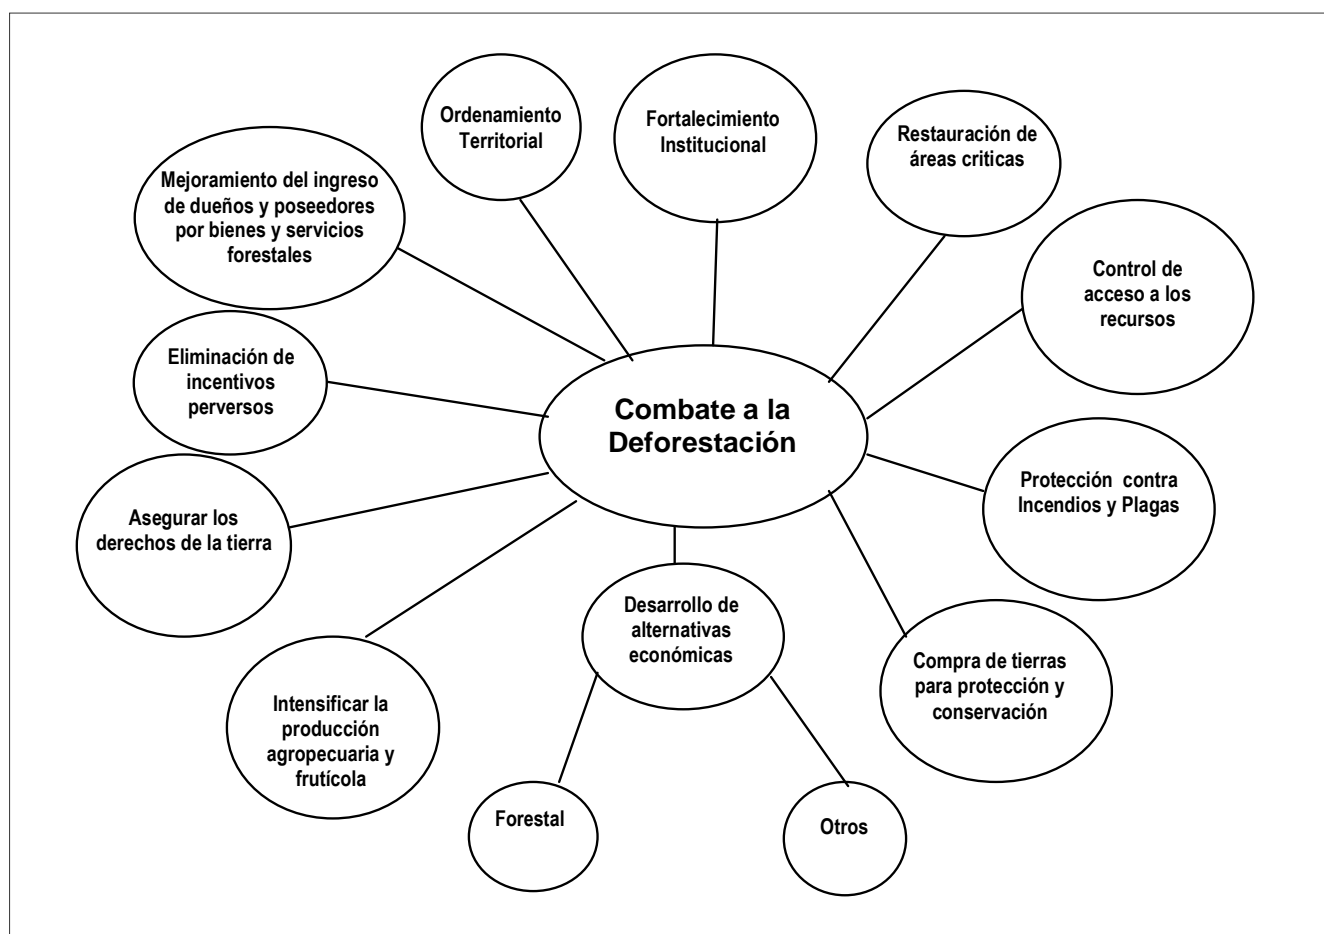 Ordenamiento
Territorial
Fortalecimiento
Institucional
Restauración de
áreas criticas
Mejoramiento del ingreso
de dueños y poseedores
por bienes y servicios
forestales
Control de
acceso a los
recursos
Eliminación de
incentivos
perversos
Combate a la
Deforestación
Protección contra
Incendios y Plagas
Asegurar los
derechos de la tierra
Desarrollo de
alternativas
económicas
Compra de tierras
para protección y
conservación
Intensificar la
producción
agropecuaria y
frutícola
Forestal
Otros